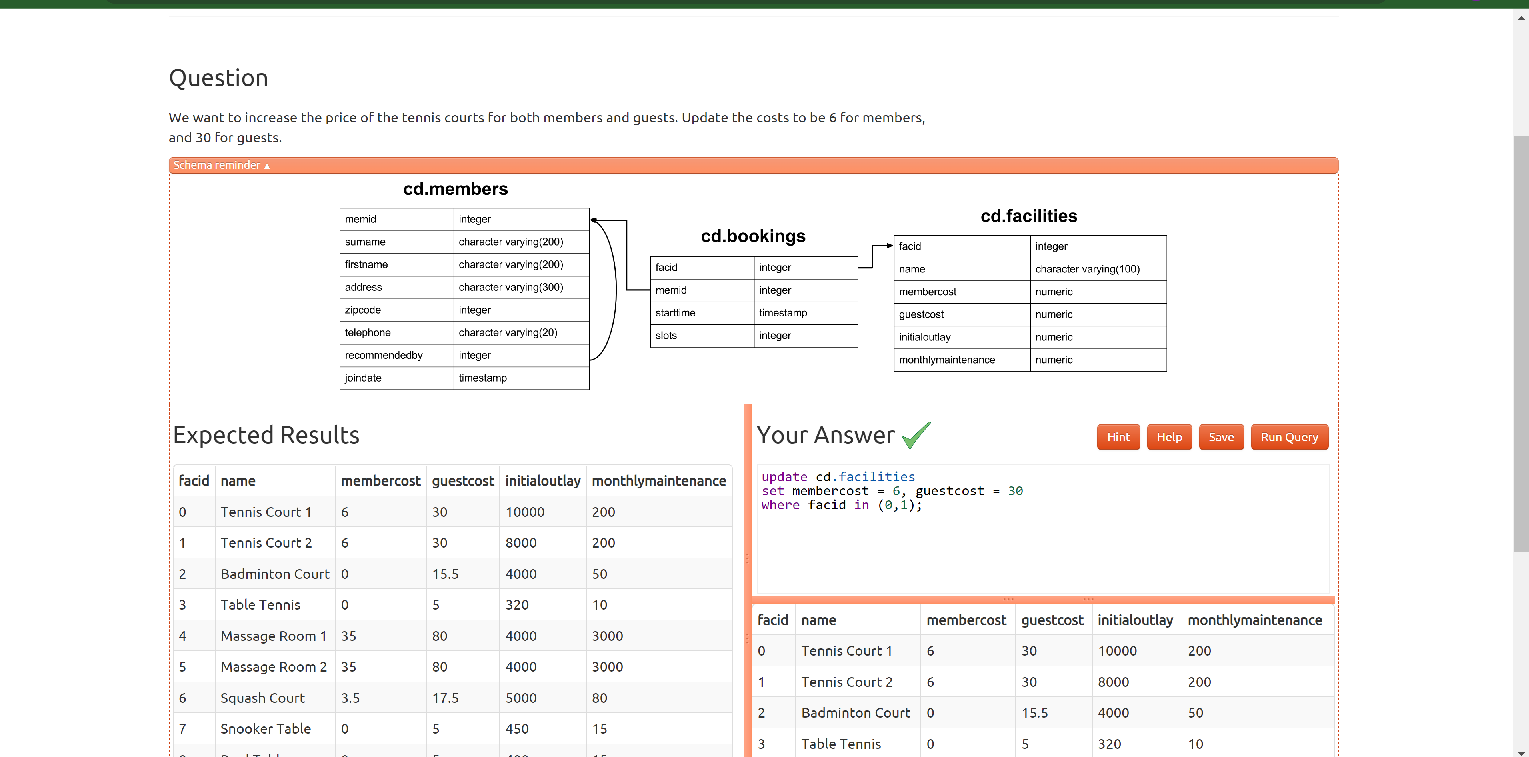 Question
We want to increase the price of the tennis courts for both members and guests. Update the costs to be 6 for members,
and 30 for guests.
Schema reminder ▲
cd.members
memid integer
surname character varying(200)
firstname character varying(200)
address character varying(300)
zipcode integer
telephone character varying(20)
recommendedby integer
joindate timestamp
cd.bookings
facid integer
memid integer
starttime timestamp
slots integer
cd.facilities
facid integer
name character varying(100)
membercost numeric
guestcost numeric
initialoutlay numeric
monthlymaintenance numeric
Expected Results
facid name membercost guestcost initialoutlay monthlymaintenance
0 Tennis Court 1 6 30 10000 200
1 Tennis Court 2 6 30 8000 200
2 Badminton Court 0 15.5 4000 50
3 Table Tennis 0 5 320 10
4 Massage Room 1 35 80 4000 3000
5 Massage Room 2 35 80 4000 3000
6 Squash Court 3.5 17.5 5000 80
7 Snooker Table 0 5 450 15
Your Answer
Hint Help Save Run Query
update cd.facilities
set membercost = 6, guestcost = 30
where facid in (0,1);
facid name membercost guestcost initialoutlay monthlymaintenance
0 Tennis Court 1 6 30 10000 200
1 Tennis Court 2 6 30 8000 200
2 Badminton Court 0 15.5 4000 50
3 Table Tennis 0 5 320 10